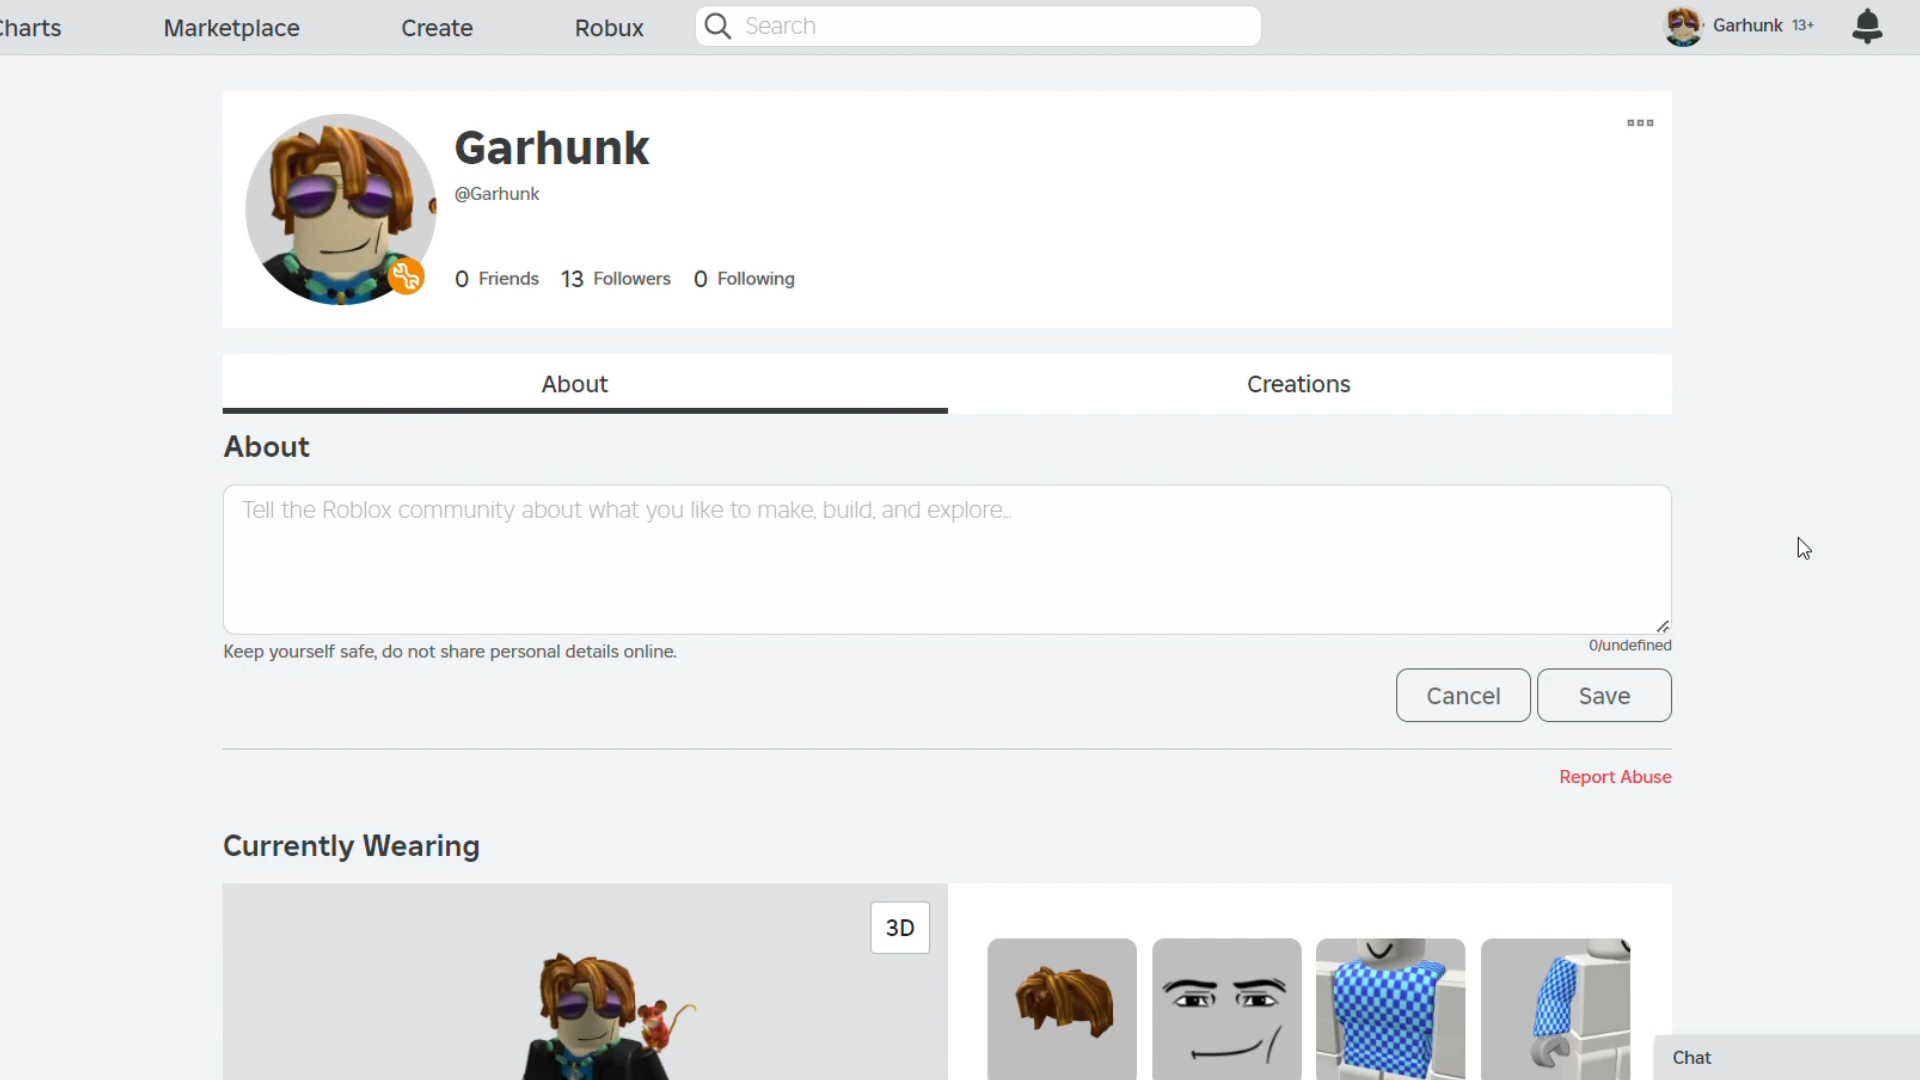 Charts Marketplace Create Robux Search Garhunk 13+
Garhunk
@Garhunk
0 Friends 13 Followers 0 Following
About Creations
About
Tell the Roblox community about what you like to make, build, and explore...
0/undefined
Keep yourself safe, do not share personal details online.
Cancel Save
Report Abuse
Currently Wearing
3D
Chat